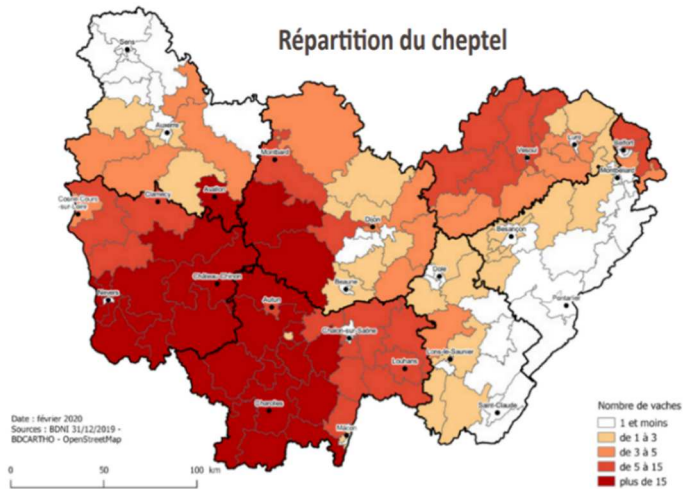 Répartition du cheptel
Sens
Auxerre
Montbard
Vesoul
Lure
Belfort
Montbéliard
Cosne-Cours
-sur-Loire
Clamecy
Avallon
Dijon
Besançon
Dole
Château-Chinon
Beaune
Nevers
Autun
Pontarlier
Chalon-sur-Saône
Lons-le-Saunier
Louhans
Charolles
Saint-Claude
Mâcon
Date : février 2020
Sources : BDNI 31/12/2019 -
BDCARTHO - OpenStreetMap
0 50 100 km
Nombre de vaches
1 et moins
de 1 à 3
de 3 à 5
de 5 à 15
plus de 15